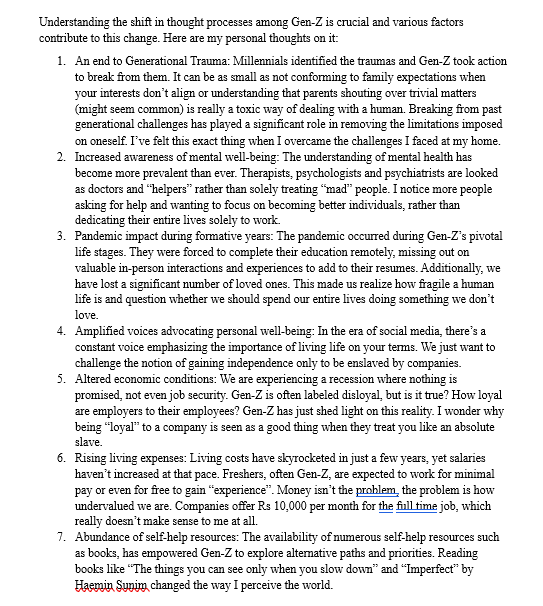 Understanding the shift in thought processes among Gen-Z is crucial and various factors
contribute to this change. Here are my personal thoughts on it:
1. An end to Generational Trauma: Millennials identified the traumas and Gen-Z took action
to break from them. It can be as small as not conforming to family expectations when
your interests don't align or understanding that parents shouting over trivial matters
(might seem common) is really a toxic way of dealing with a human. Breaking from past
generational challenges has played a significant role in removing the limitations imposed
on oneself. I've felt this exact thing when I overcame the challenges I faced at my home.
2. Increased awareness of mental well-being: The understanding of mental health has
become more prevalent than ever. Therapists, psychologists and psychiatrists are looked
as doctors and “helpers” rather than solely treating “mad” people. I notice more people
asking for help and wanting to focus on becoming better individuals, rather than
dedicating their entire lives solely to work.
3. Pandemic impact during formative years: The pandemic occurred during Gen-Z's pivotal
life stages. They were forced to complete their education remotely, missing out on
valuable in-person interactions and experiences to add to their resumes. Additionally, we
have lost a significant number of loved ones. This made us realize how fragile a human
life is and question whether we should spend our entire lives doing something we don't
love.
4. Amplified voices advocating personal well-being: In the era of social media, there's a
constant voice emphasizing the importance of living life on your terms. We just want to
challenge the notion of gaining independence only to be enslaved by companies.
5. Altered economic conditions: We are experiencing a recession where nothing is
promised, not even job security. Gen-Z is often labeled disloyal, but is it true? How loyal
are employers to their employees? Gen-Z has just shed light on this reality. I wonder why
being “loyal” to a company is seen as a good thing when they treat you like an absolute
slave.
6. Rising living expenses: Living costs have skyrocketed in just a few years, yet salaries
haven't increased at that pace. Freshers, often Gen-Z, are expected to work for minimal
pay or even for free to gain “experience”. Money isn't the problem, the problem is how
undervalued we are. Companies offer Rs 10,000 per month for the full time job, which
really doesn't make sense to me at all.
7. Abundance of self-help resources: The availability of numerous self-help resources such
as books, has empowered Gen-Z to explore alternative paths and priorities. Reading
books like “The things you can see only when you slow down” and “Imperfect” by
Haemin Sunim changed the way I perceive the world.